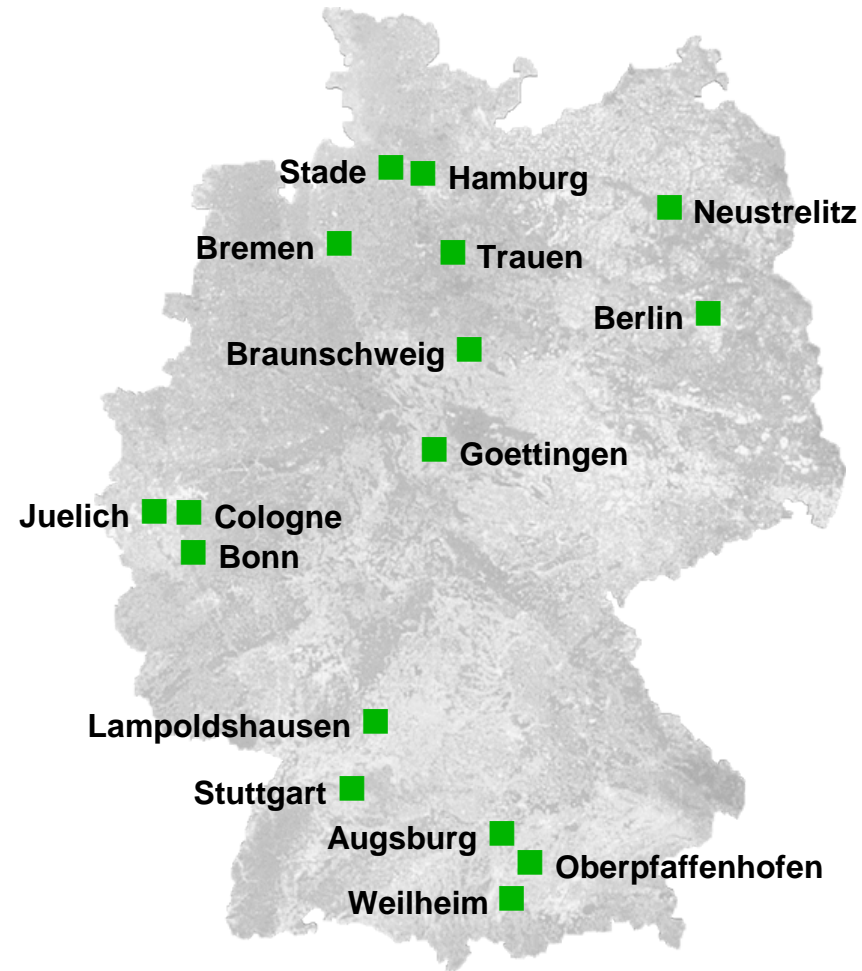 Stade
Hamburg
Neustrelitz
Bremen
Trauen
Berlin
Braunschweig
Goettingen
Juelich
Cologne
Bonn
Lampoldshausen
Stuttgart
Augsburg
Oberpfaffenhofen
Weilheim